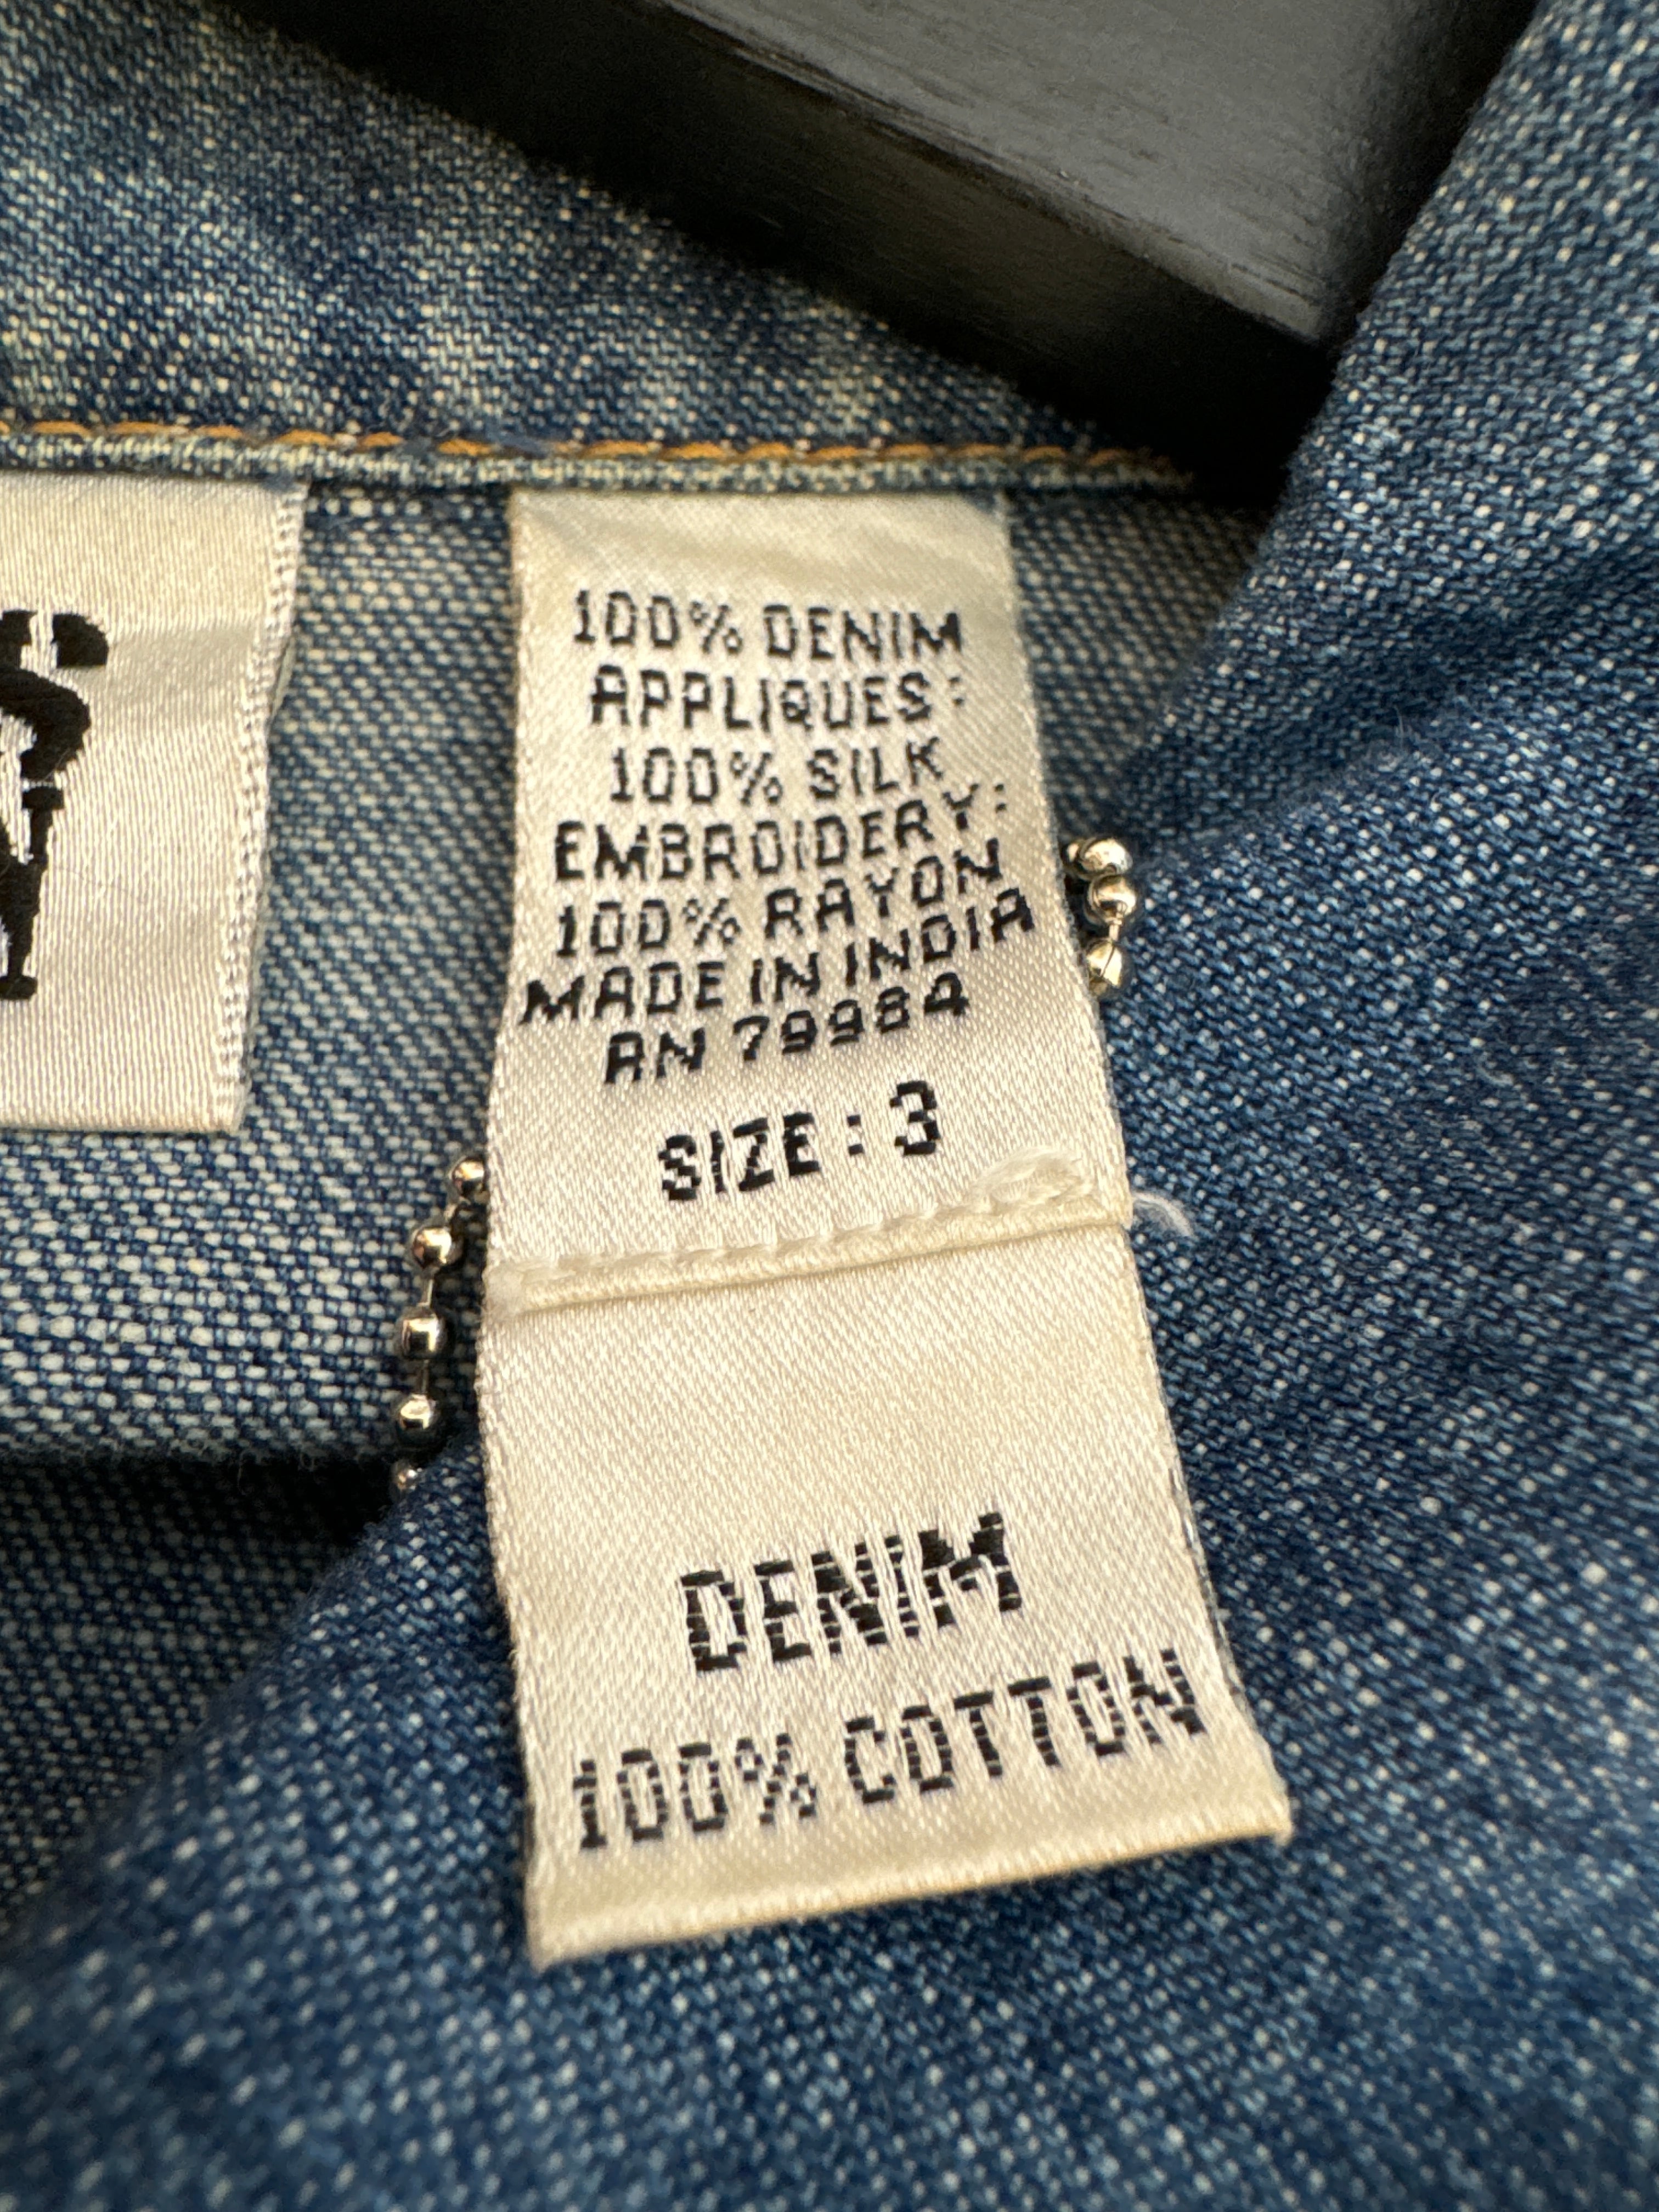 100% DENIM
APPLIQUES:
100% SILK
EMBROIDERY:
100% RAYON
MADE IN INDIA
RN 79984
SIZE: 3
DENIM
100% COTTON
S
N